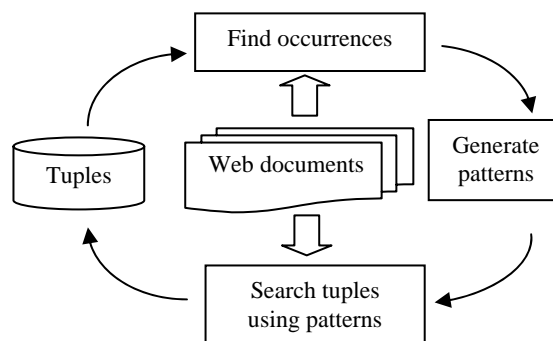 Find occurrences
Web documents
Tuples
Generate
patterns
Search tuples
using patterns